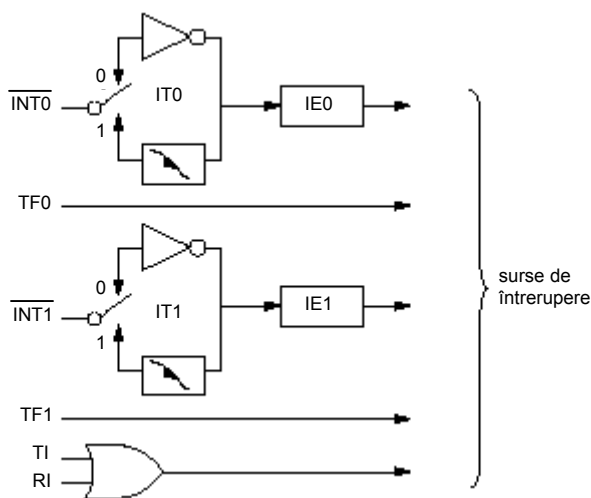 0
INT0
IT0
IE0
1
TF0
0
INT1
IT1
IE1
1
surse de
întrerupere
TF1
TI
RI